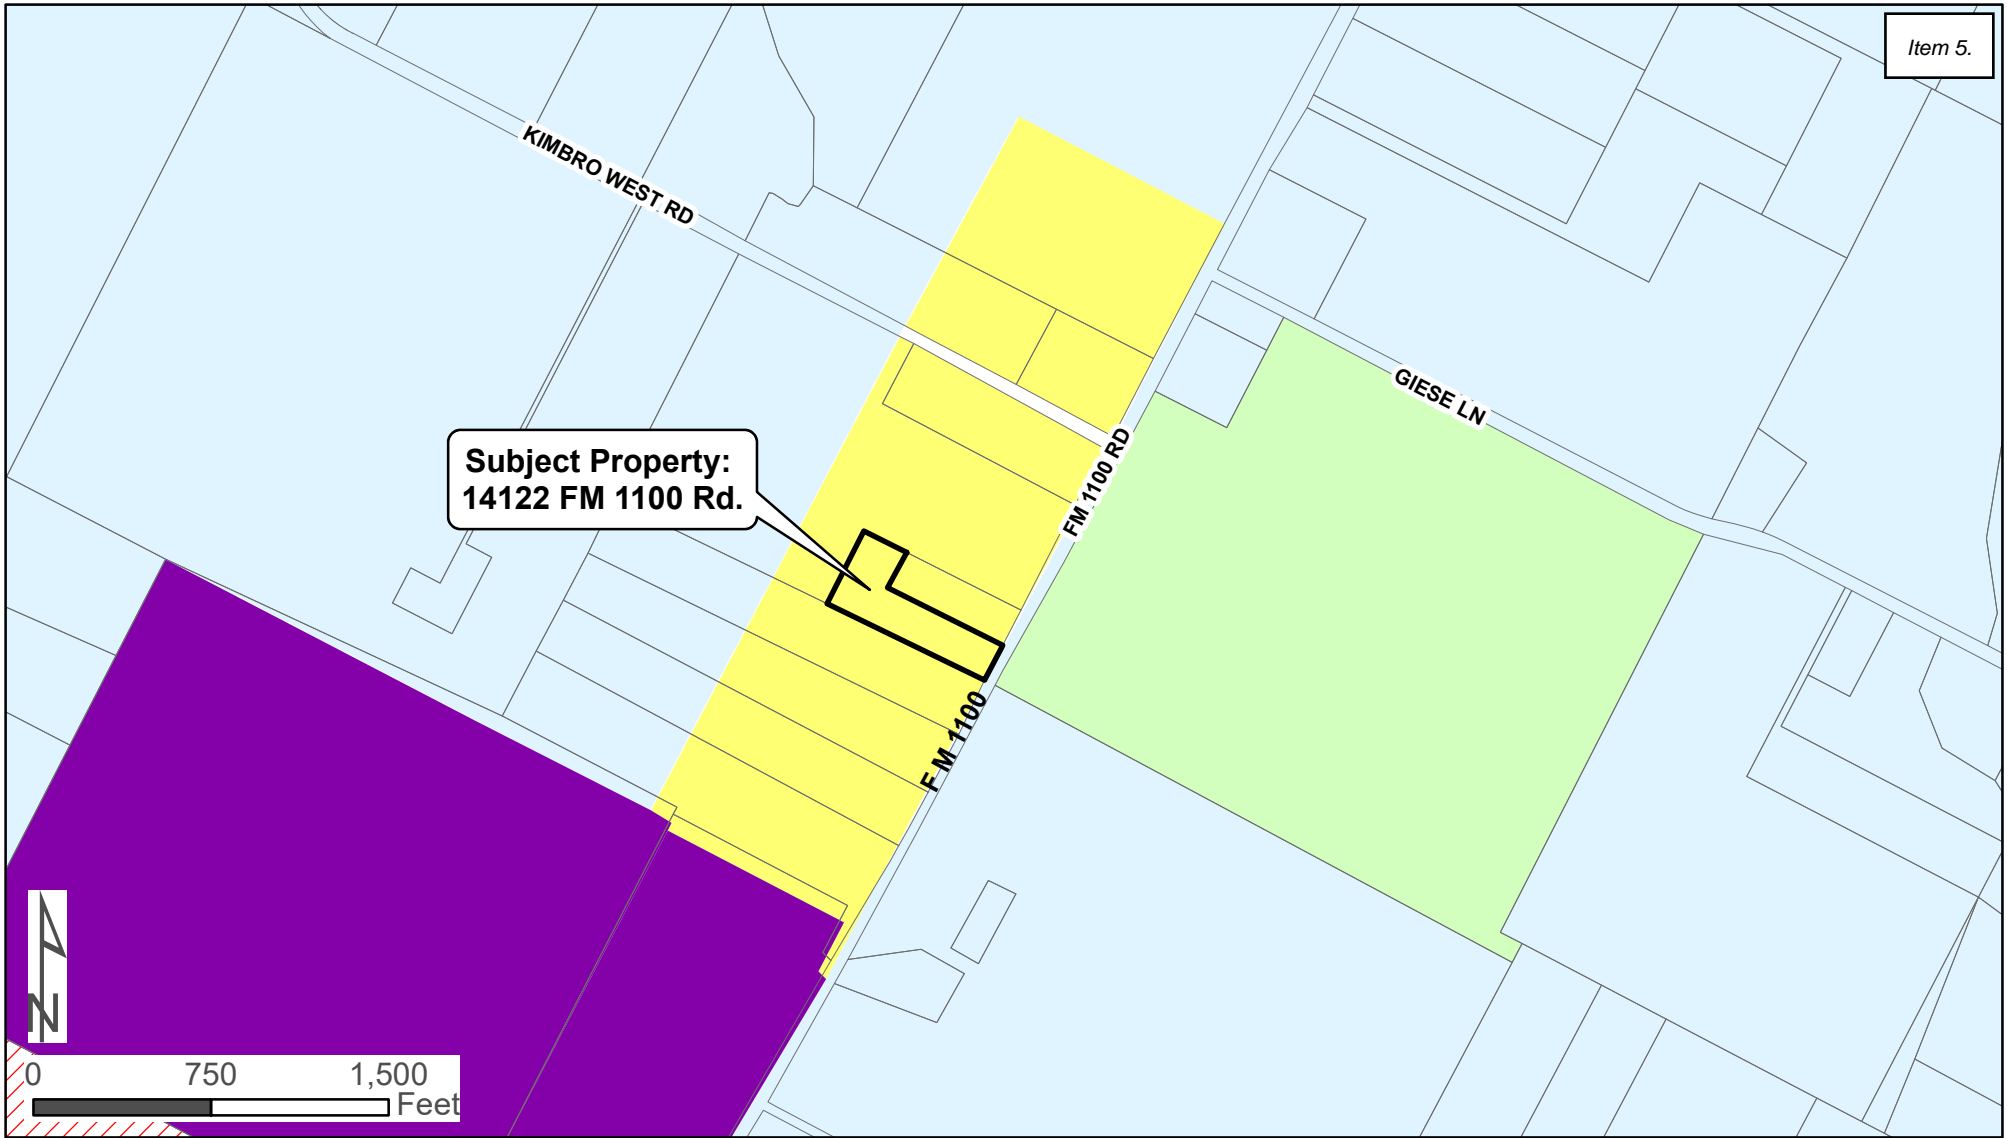 Item 5.
KIMBRO WEST RD
GIESE LN
Subject Property:
14122 FM 1100 Rd.
FM 1100 RD
F M 1100
N
0 750 1,500
Feet